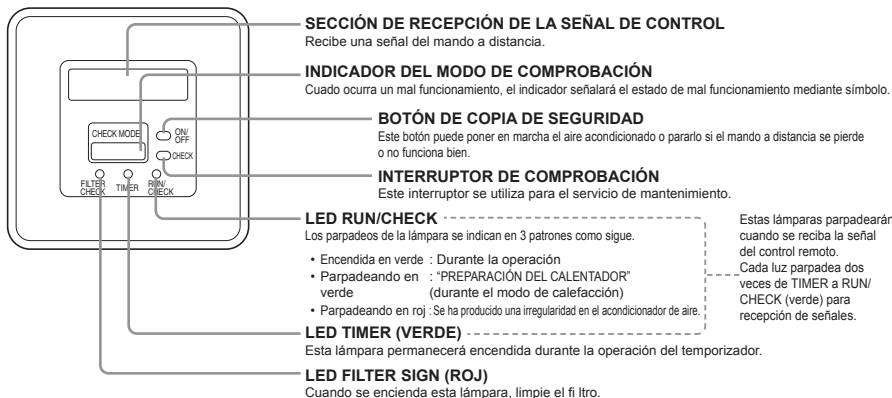 SECCIÓN DE RECEPCIÓN DE LA SEÑAL DE CONTROL
Recibe una señal del mando a distancia.
INDICADOR DEL MODO DE COMPROBACIÓN
Cuado ocurra un mal funcionamiento, el indicador señalará el estado de mal funcionamiento mediante símbolo.
BOTÓN DE COPIA DE SEGURIDAD
Este botón puede poner en marcha el aire acondicionado o pararlo si el mando a distancia se pierde
o no funciona bien.
INTERRUPTOR DE COMPROBACIÓN
Este interruptor se utiliza para el servicio de mantenimiento.
CHECK MODE
ON/
OFF
CHECK
FILTER
CHECK
TIMER
RUN/
CHECK
LED RUN/CHECK
Los parpadeos de la lámpara se indican en 3 patrones como sigue.
• Encendida en verde : Durante la operación
• Parpadeando en : “PREPARACIÓN DEL CALENTADOR”
verde (durante el modo de calefacción)
• Parpadeando en roj : Se ha producido una irregularidad en el acondicionador de aire.
Estas lámparas parpadearán
cuando se reciba la señal
del control remoto.
Cada luz parpadea dos
veces de TIMER a RUN/
CHECK (verde) para
recepción de señales.
LED TIMER (VERDE)
Esta lámpara permanecerá encendida durante la operación del temporizador.
LED FILTER SIGN (ROJ)
Cuando se encienda esta lámpara, limpie el fi ltro.